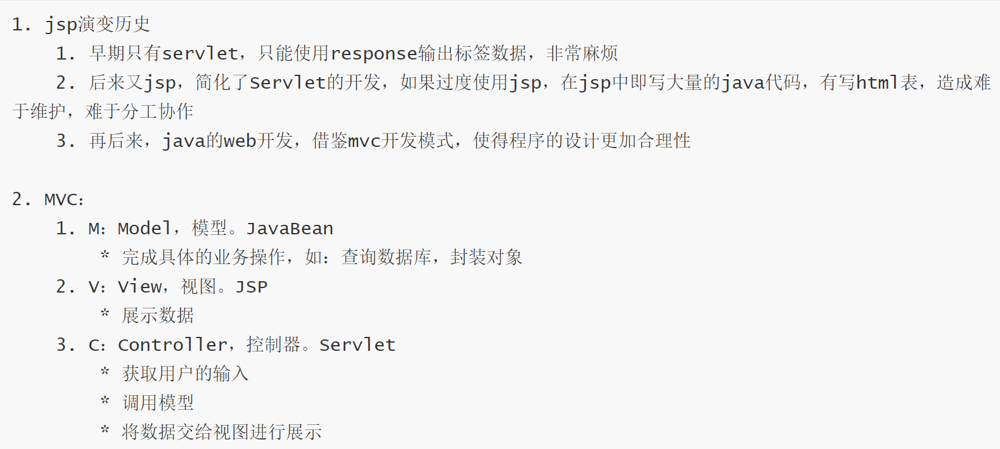 1. jsp演变历史
1. 早期只有servlet，只能使用response输出标签数据，非常麻烦
2. 后来又jsp，简化了Servlet的开发，如果过度使用jsp，在jsp中即写大量的java代码，有写html表，造成难
于维护，难于分工协作
3. 再后来，java的web开发，借鉴mvc开发模式，使得程序的设计更加合理性
2. MVC：
1. M：Model，模型。JavaBean
* 完成具体的业务操作，如：查询数据库，封装对象
2. V：View，视图。JSP
* 展示数据
3. C：Controller，控制器。Servlet
* 获取用户的输入
* 调用模型
* 将数据交给视图进行展示